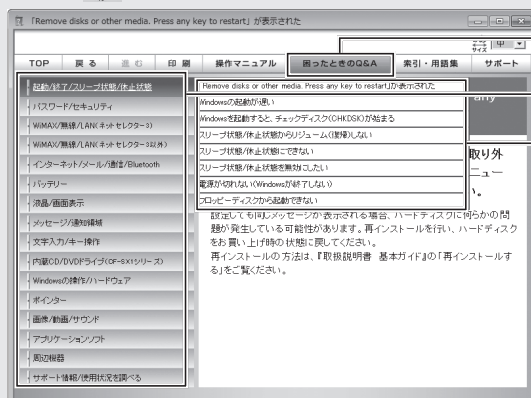 「Remove disks or other media. Press any key to restart」が表示された
文字サイズ 中
TOP 戻る 進む 印刷 操作マニュアル 困ったときのQ&A 索引・用語集 サポート
起動/終了/スリープ状態/休止状態
パスワード/セキュリティ
WiMAX/無線/LAN(ネットセレクター3)
WiMAX/無線/LAN(ネットセレクター3以外)
インターネット/メール/通信/Bluetooth
バッテリー
液晶/画面表示
メッセージ/通知領域
文字入力/キー操作
内蔵CD/DVDドライブ(CF-SX1シリーズ)
Windowsの操作/ハードウェア
ポインター
画像/動画/サウンド
アプリケーションソフト
周辺機器
サポート情報/使用状況を調べる
「Remove disks or other media. Press any key to restart」が表示された
Windowsの起動が遅い
Windowsを起動すると、チェックディスク(CHKDSK)が始まる
スリープ状態/休止状態からリジューム(復帰)しない
スリープ状態/休止状態にできない
スリープ状態/休止状態を無効にしたい
電源が切れない(Windowsが終了しない)
フロッピーディスクから起動できない
any
取り外
ニュー
い。
設定しても同じメッセージが表示される場合、ハードディスクに何らかの問
題が発生している可能性があります。再インストールを行い、ハードディスク
をお買い上げ時の状態に戻してください。
再インストールの方法は、『取扱説明書 基本ガイド』の「再インストールす
る」をご覧ください。